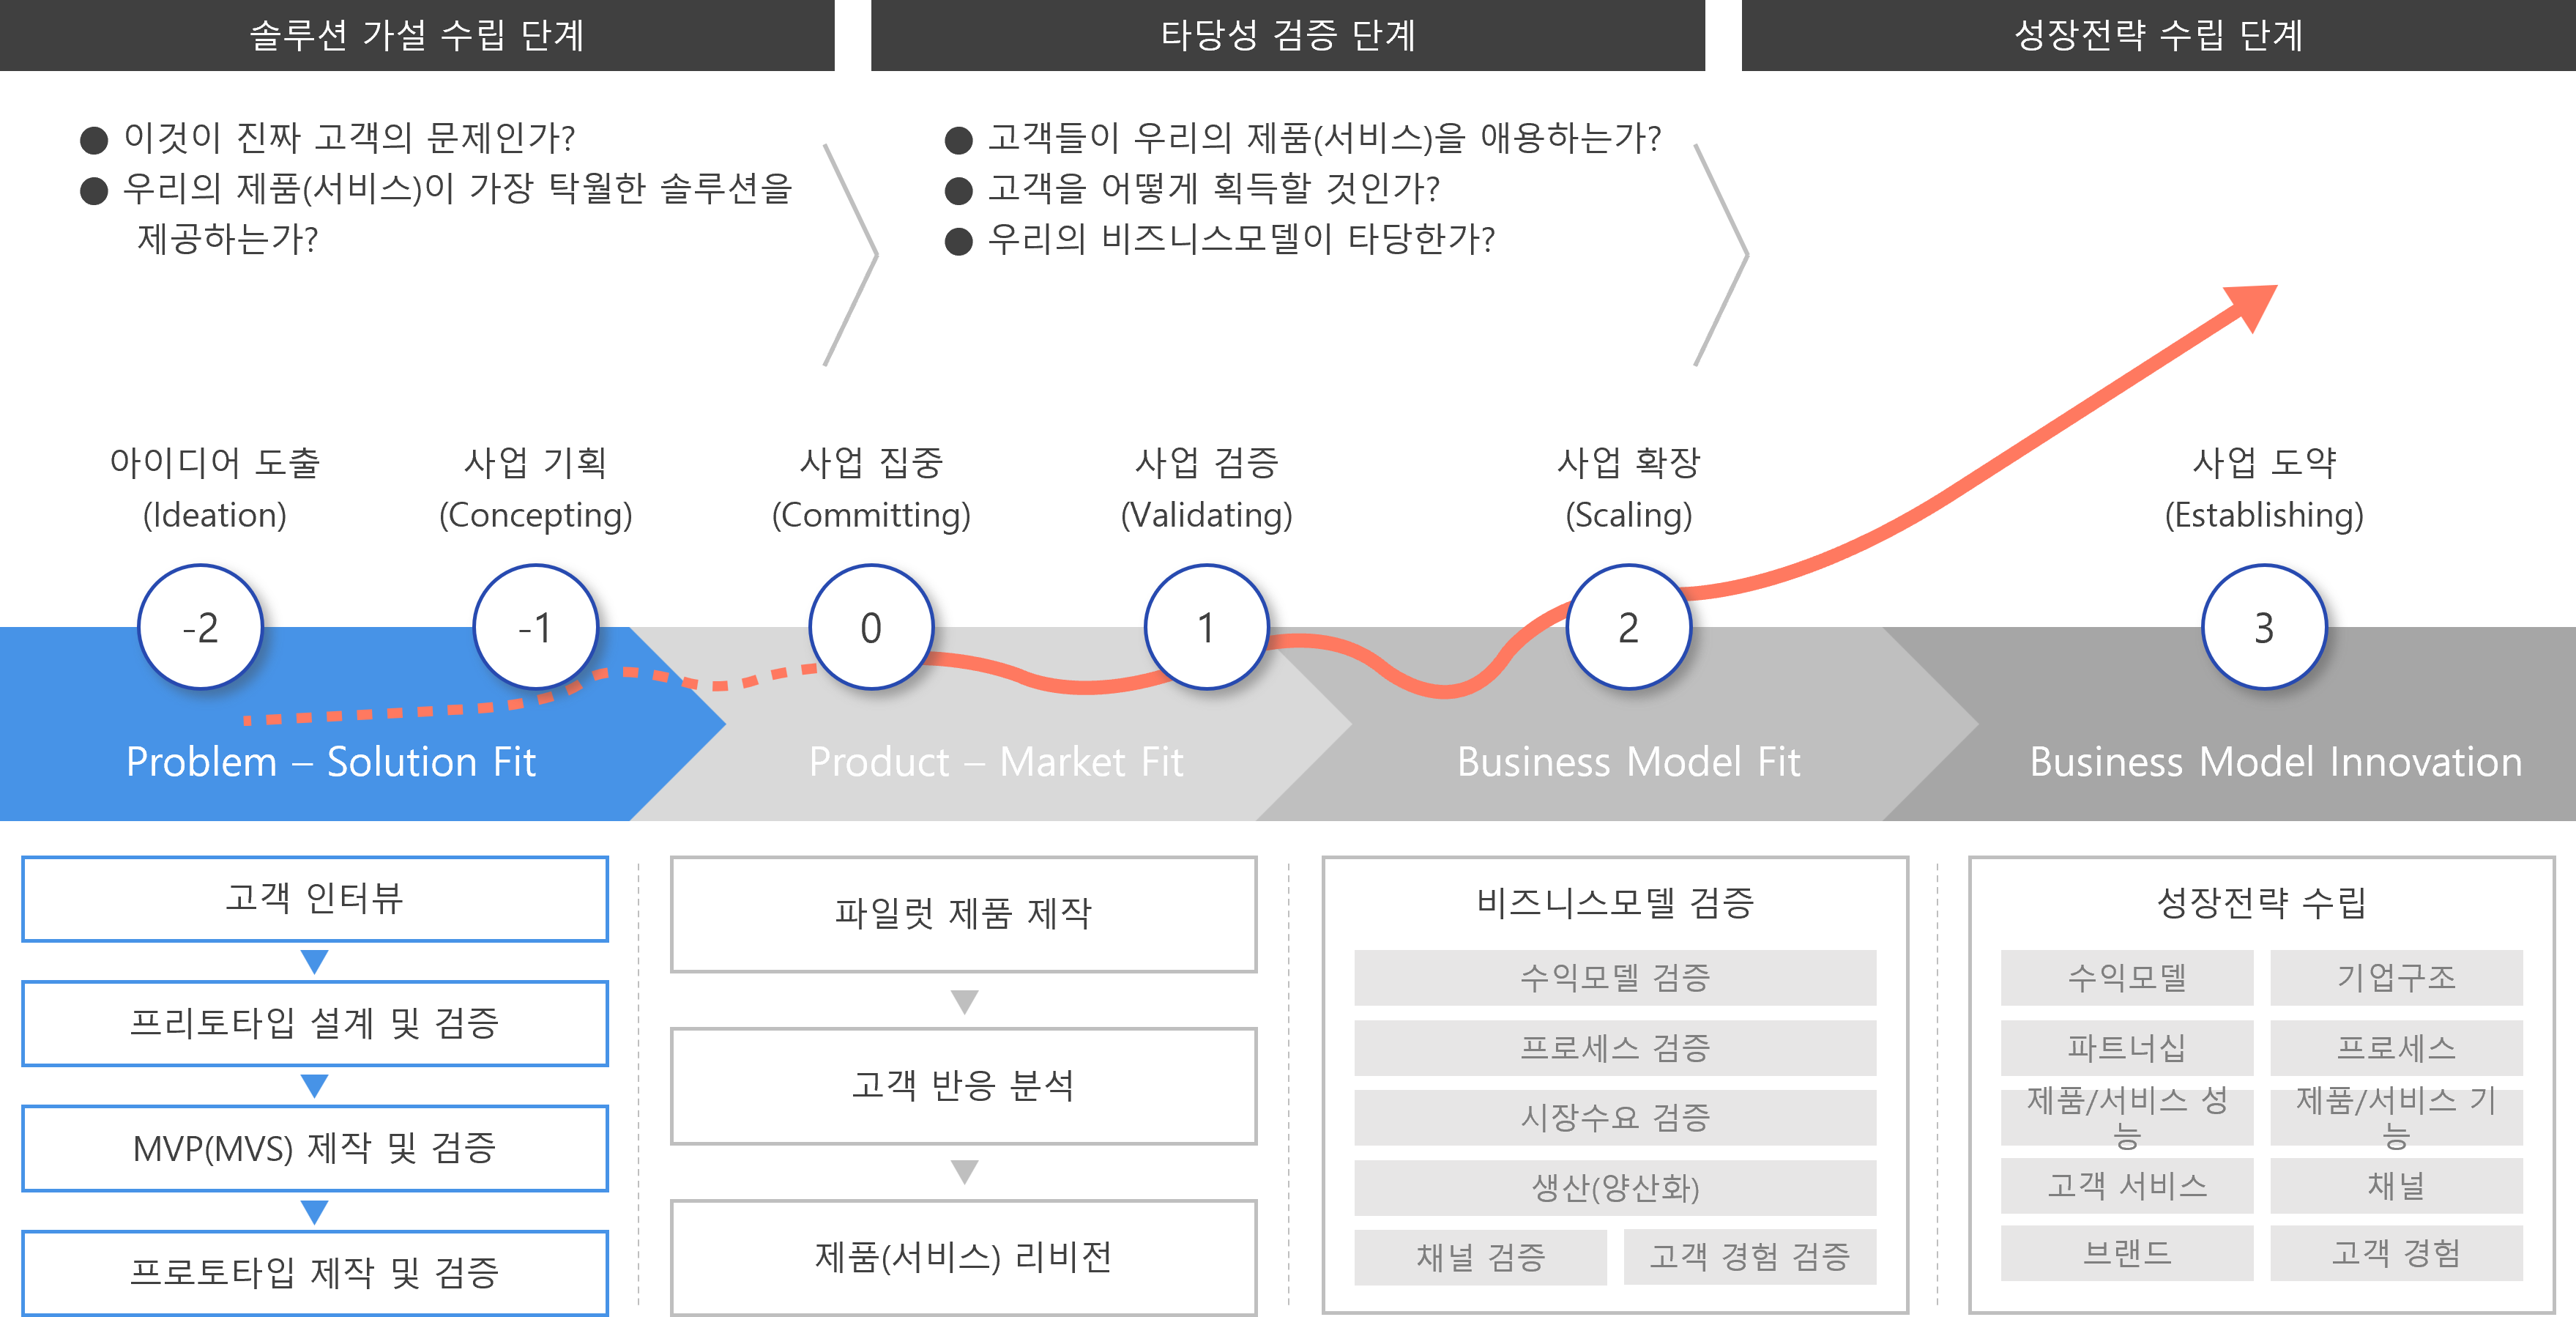 솔루션 가설 수립 단계
타당성 검증 단계
성장전략 수립 단계
● 이것이 진짜 고객의 문제인가?
● 우리의 제품(서비스)이 가장 탁월한 솔루션을
제공하는가?
● 고객들이 우리의 제품(서비스)을 애용하는가?
● 고객을 어떻게 획득할 것인가?
● 우리의 비즈니스모델이 타당한가?
아이디어 도출
(Ideation)
사업 기획
(Concepting)
사업 집중
(Committing)
사업 검증
(Validating)
사업 확장
(Scaling)
사업 도약
(Establishing)
-2
-1
0
1
2
3
Problem – Solution Fit
Product – Market Fit
Business Model Fit
Business Model Innovation
고객 인터뷰
프리토타입 설계 및 검증
MVP(MVS) 제작 및 검증
프로토타입 제작 및 검증
파일럿 제품 제작
고객 반응 분석
제품(서비스) 리비전
비즈니스모델 검증
수익모델 검증
프로세스 검증
시장수요 검증
생산(양산화)
채널 검증
고객 경험 검증
성장전략 수립
수익모델
기업구조
파트너십
프로세스
제품/서비스 성
능
제품/서비스 기
능
고객 서비스
채널
브랜드
고객 경험